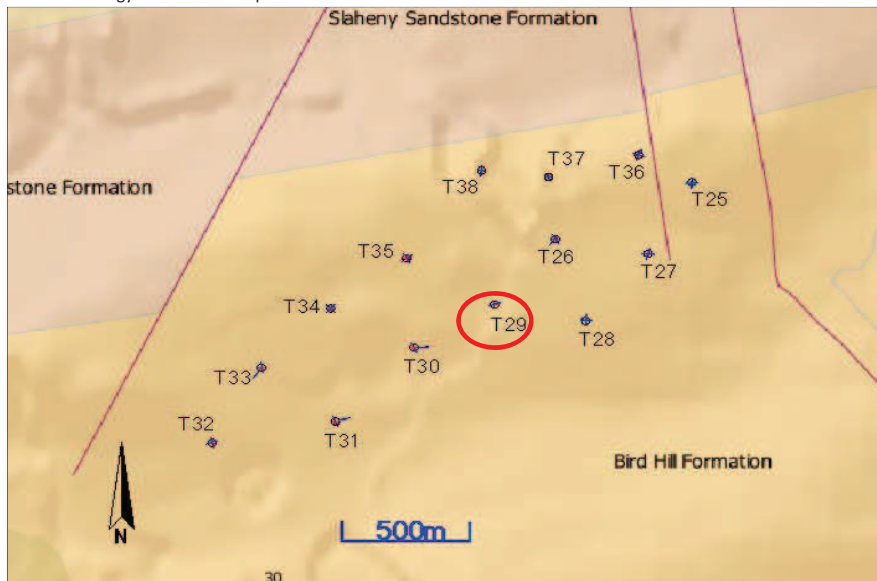 Slaheny Sandstone Formation
T37
T36
T38
stone Formation
T25
T26
T35
T27
T34
T29
T28
T30
T33
T32
T31
Bird Hill Formation
500m
N
30